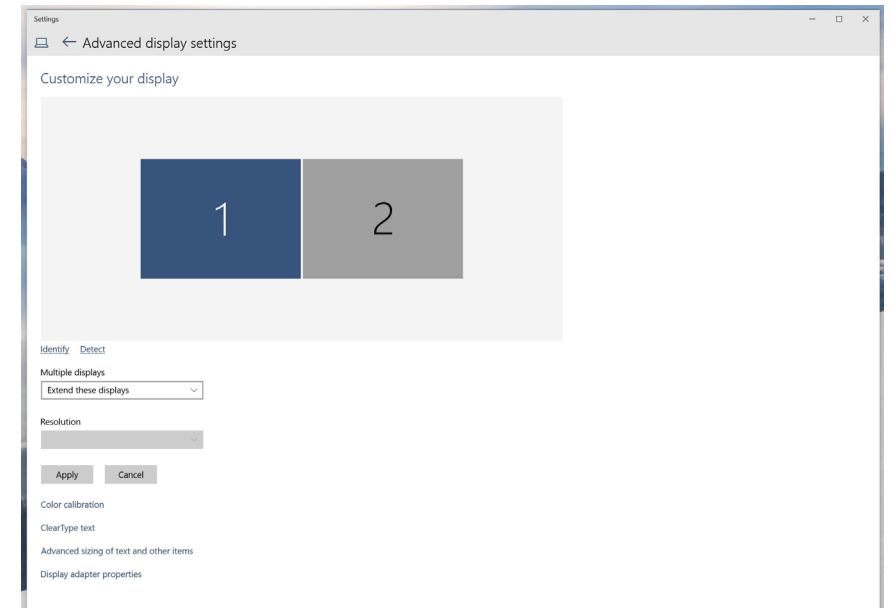 Settings
Advanced display settings
Customize your display
1 2
Identify Detect
Multiple displays
Extend these displays
Resolution
Apply Cancel
Color calibration
ClearType text
Advanced sizing of text and other items
Display adapter properties